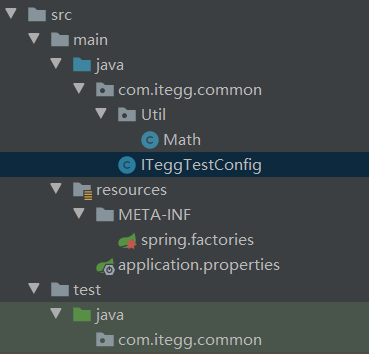 src
main
java
com.itegg.common
Util
Math
ITeggTestConfig
resources
META-INF
spring.factories
application.properties
test
java
com.itegg.common